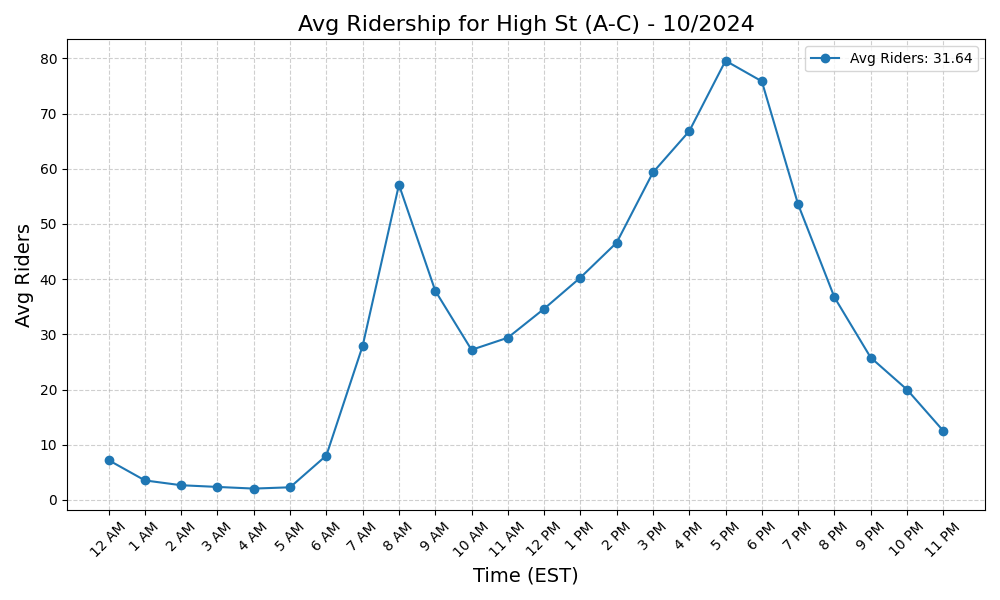 Avg Ridership for High St (A-C) - 10/2024
Avg Riders: 31.64
Avg Riders
80
70
60
50
40
30
20
10
0
12 AM
1 AM
2 AM
3 AM
4 AM
5 AM
6 AM
7 AM
8 AM
9 AM
10 AM
11 AM
12 PM
1 PM
2 PM
3 PM
4 PM
5 PM
6 PM
7 PM
8 PM
9 PM
10 PM
11 PM
Time (EST)